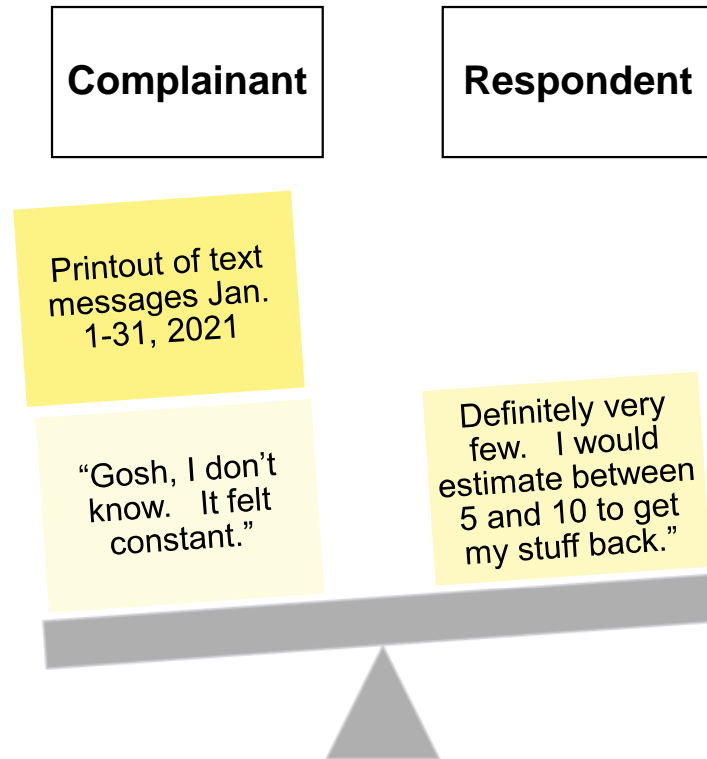 Complainant
Respondent
Printout of text
messages Jan.
1-31, 2021
“Gosh, I don’t
know.   It felt
constant.”
Definitely very
few.   I would
estimate between
5 and 10 to get
my stuff back.”